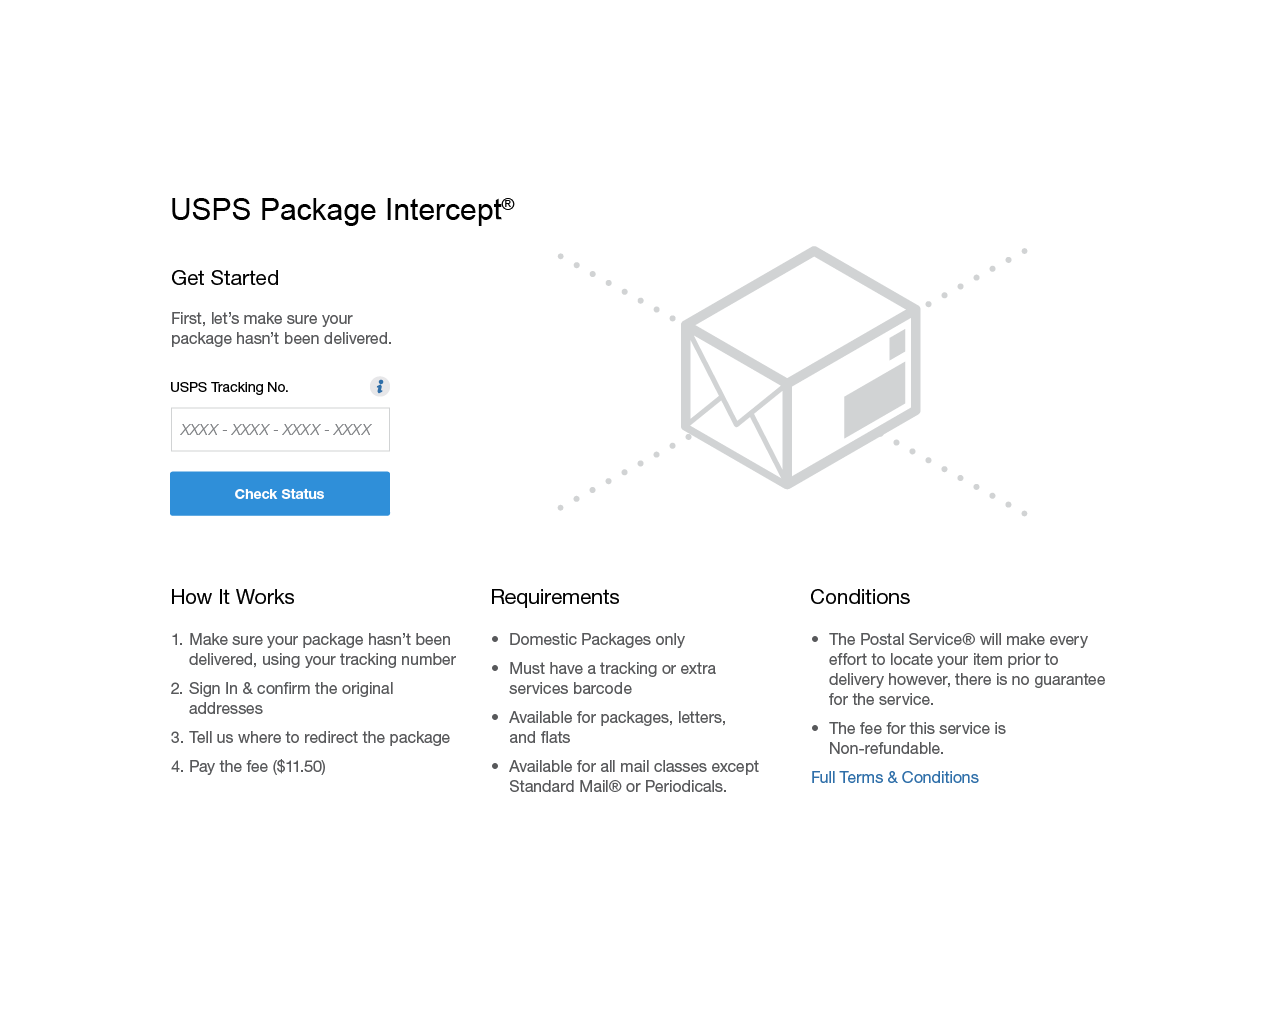 USPS Package Intercept®
Get Started
First, let's make sure your
package hasn't been delivered.
USPS Tracking No.
i
XXXX - XXXX - XXXX - XXXX
Check Status
How It Works
1. Make sure your package hasn't been
delivered, using your tracking number
2. Sign In & confirm the original
addresses
3. Tell us where to redirect the package
4. Pay the fee ($11.50)
Requirements
• Domestic Packages only
• Must have a tracking or extra
services barcode
• Available for packages, letters,
and flats
• Available for all mail classes except
Standard Mail® or Periodicals.
Conditions
• The Postal Service® will make every
effort to locate your item prior to
delivery however, there is no guarantee
for the service.
• The fee for this service is
Non-refundable.
Full Terms & Conditions